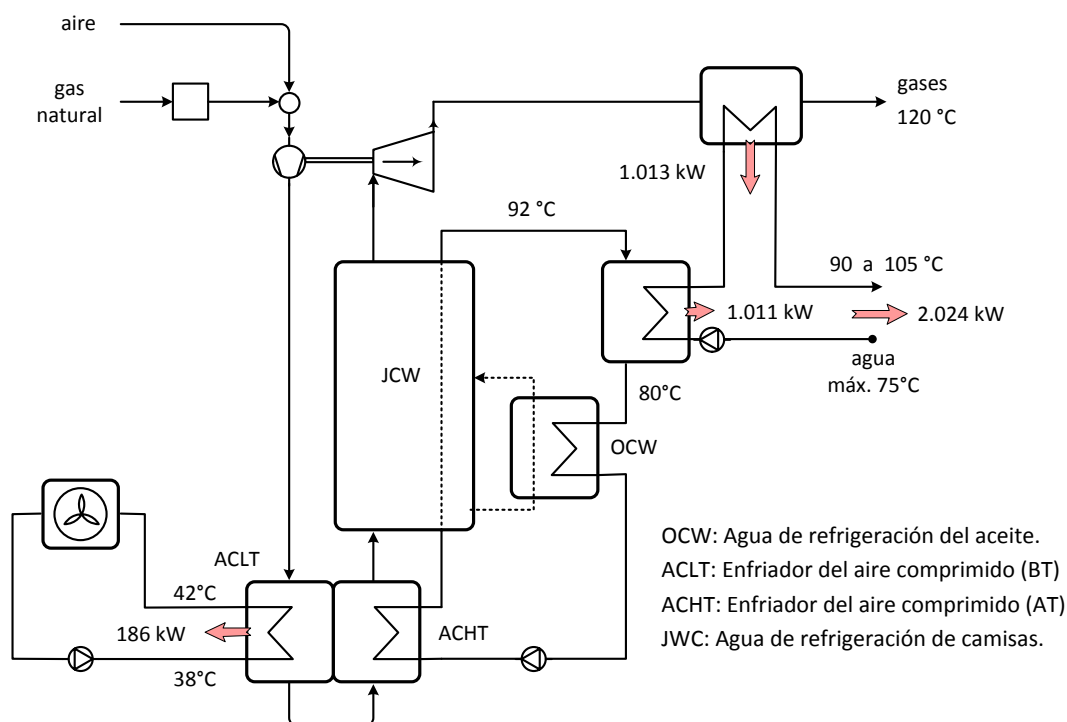 aire
gas
natural
gases
120 °C
1.013 kW
92 °C
90 a 105 °C
1.011 kW
2.024 kW
agua
máx. 75°C
JCW
80°C
OCW
ACLT
42°C
186 kW
38°C
ACHT
OCW: Agua de refrigeración del aceite.
ACLT: Enfriador del aire comprimido (BT)
ACHT: Enfriador del aire comprimido (AT)
JWC: Agua de refrigeración de camisas.